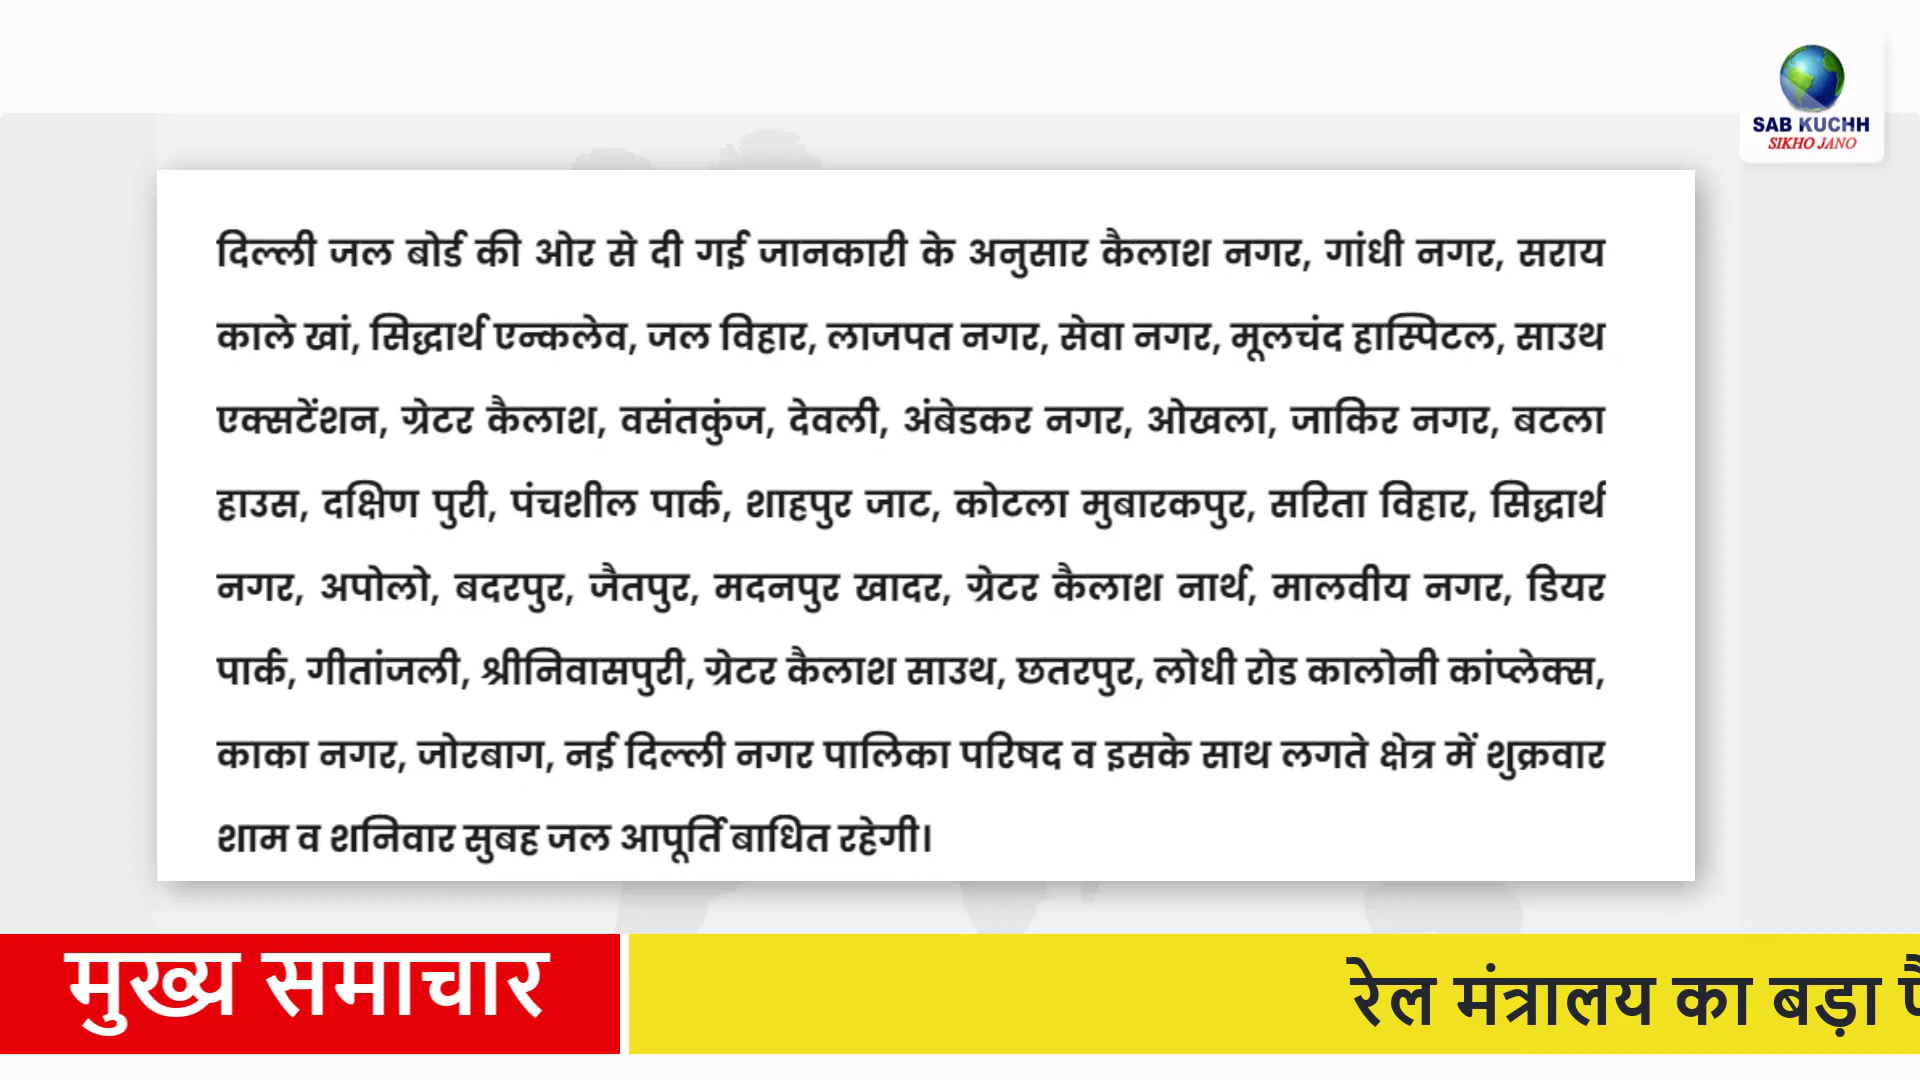 SAB KUCHH
SIKHO JANO
दिल्ली जल बोर्ड की ओर से दी गई जानकारी के अनुसार कैलाश नगर, गांधी नगर, सराय
काले खां, सिद्धार्थ एन्कलेव, जल विहार, लाजपत नगर, सेवा नगर, मूलचंद हास्पिटल, साउथ
एक्सटेंशन, ग्रेटर कैलाश, वसंतकुंज, देवली, अंबेडकर नगर, ओखला, जाकिर नगर, बटला
हाउस, दक्षिण पुरी, पंचशील पार्क, शाहपुर जाट, कोटला मुबारकपुर, सरिता विहार, सिद्धार्थ
नगर, अपोलो, बदरपुर, जैतपुर, मदनपुर खादर, ग्रेटर कैलाश नार्थ, मालवीय नगर, डियर
पार्क, गीतांजली, श्रीनिवासपुरी, ग्रेटर कैलाश साउथ, छतरपुर, लोधी रोड कालोनी कांप्लेक्स,
काका नगर, जोरबाग, नई दिल्ली नगर पालिका परिषद व इसके साथ लगते क्षेत्र में शुक्रवार
शाम व शनिवार सुबह जल आपूर्ति बाधित रहेगी।
मुख्य समाचार
रेल मंत्रालय का बड़ा